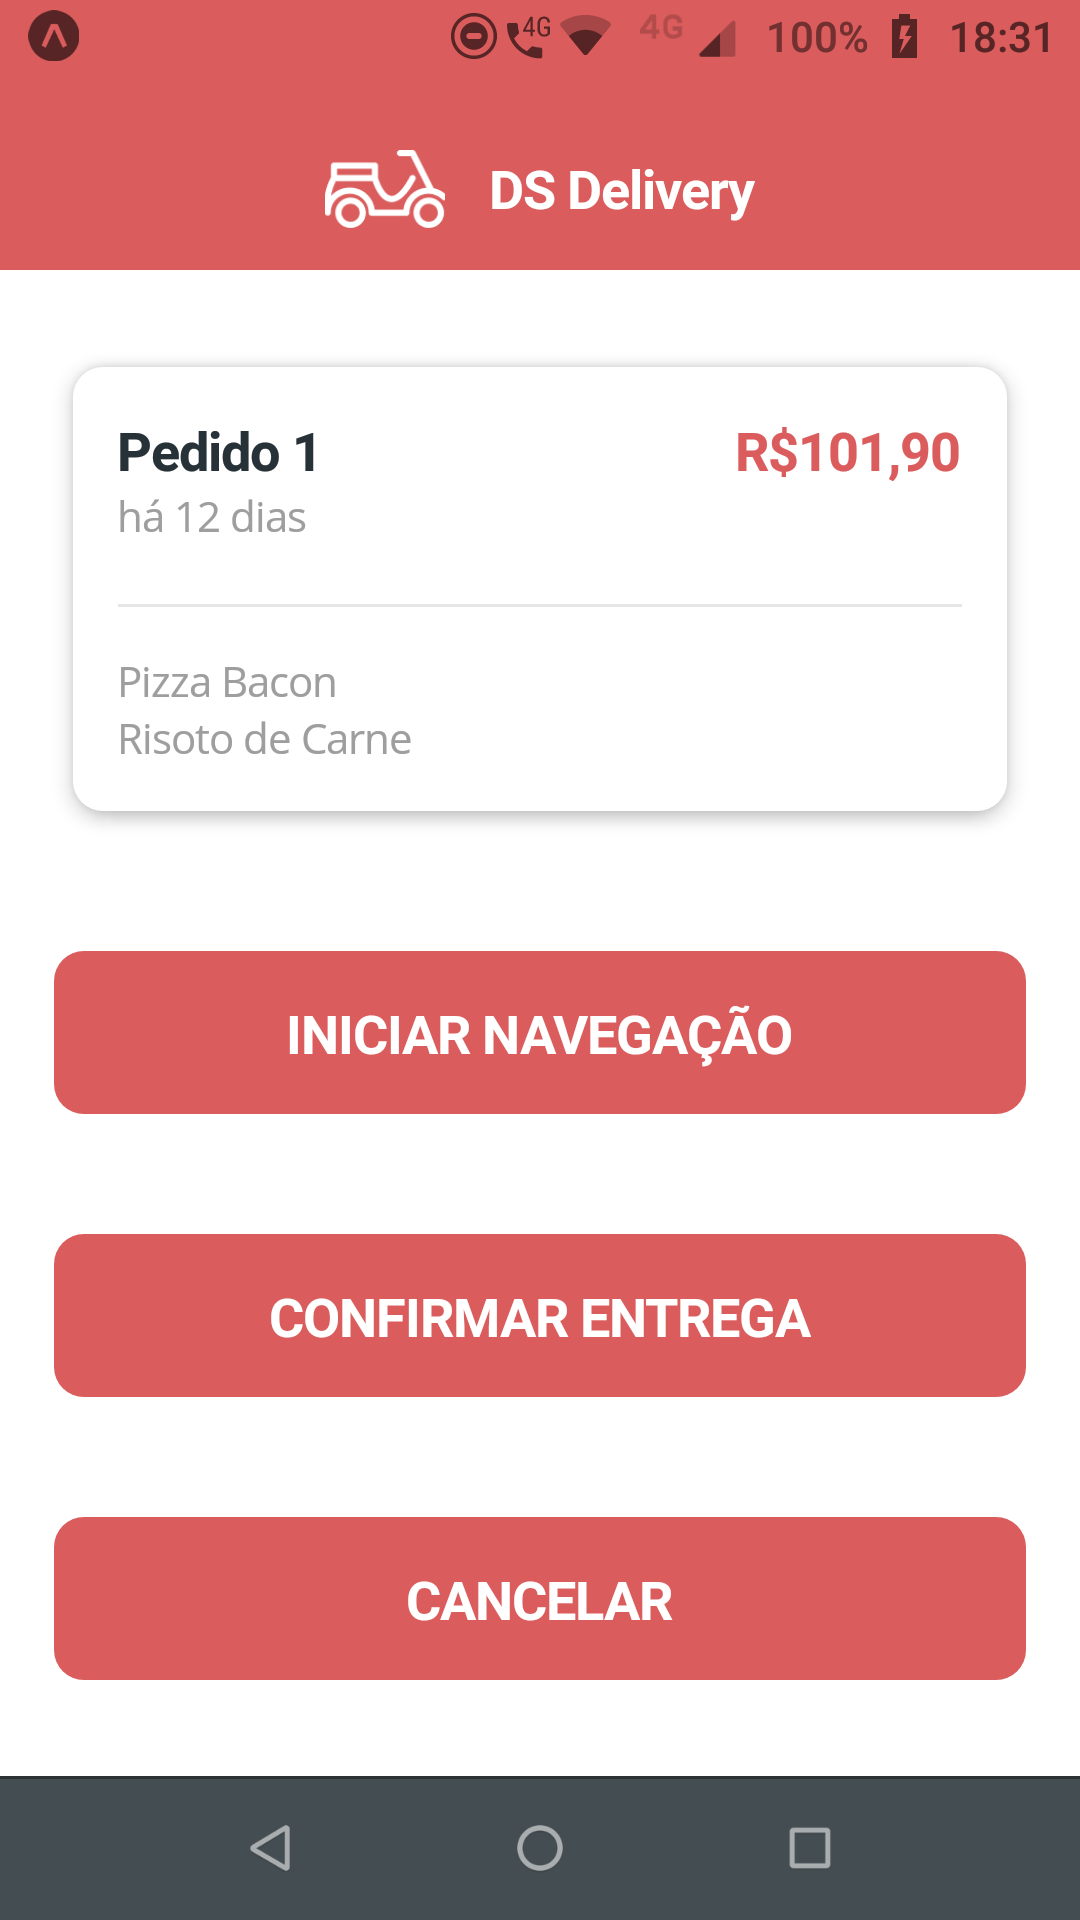 4G 4G 100% 18:31
DS Delivery
Pedido 1 R$101,90
há 12 dias
Pizza Bacon
Risoto de Carne
INICIAR NAVEGAÇÃO
CONFIRMAR ENTREGA
CANCELAR